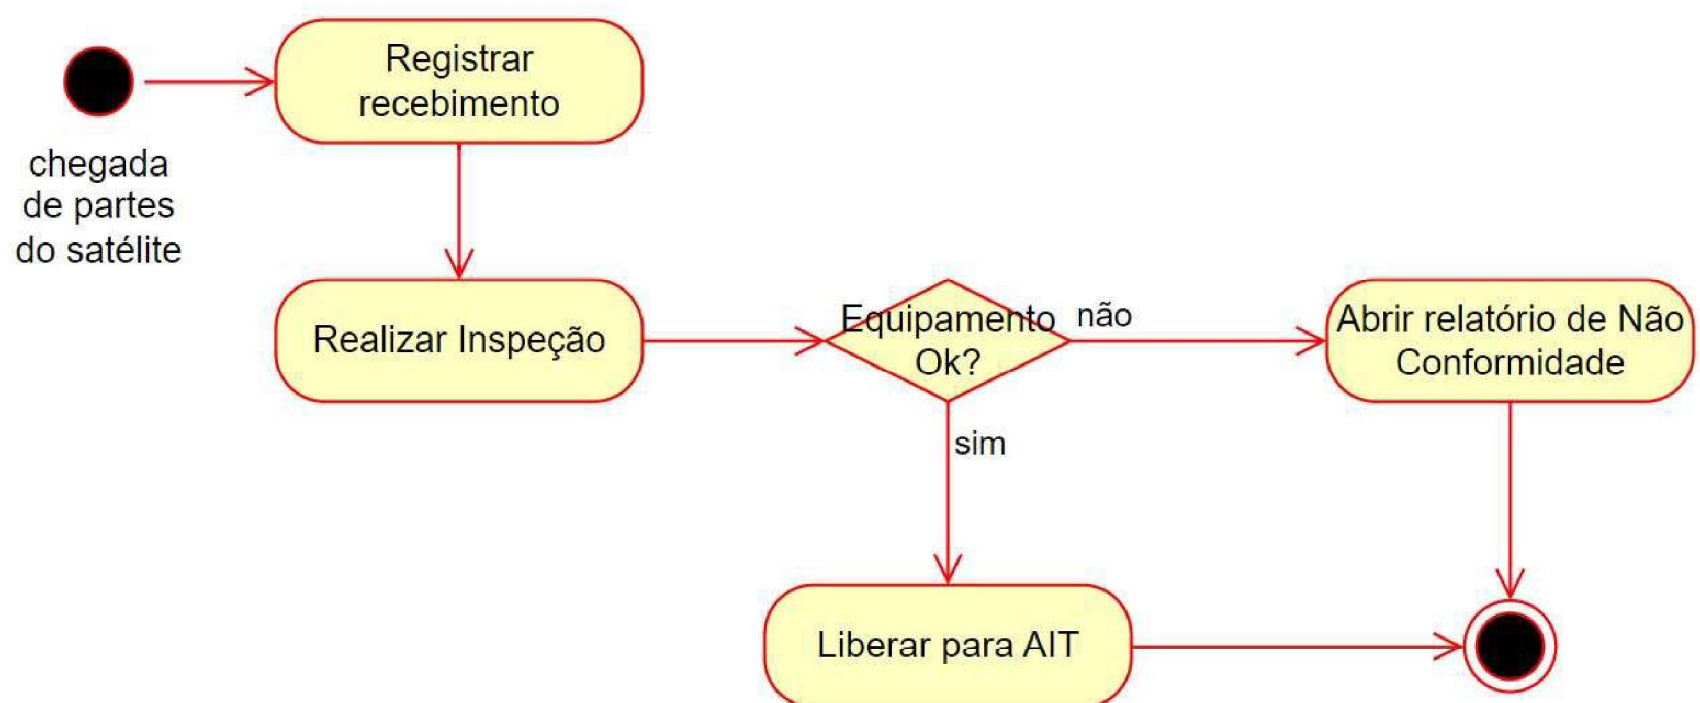 Registrar
recebimento
chegada
de partes
do satélite
Realizar Inspeção
Equipamento
Ok?
não
Abrir relatório de Não
Conformidade
sim
Liberar para AIT